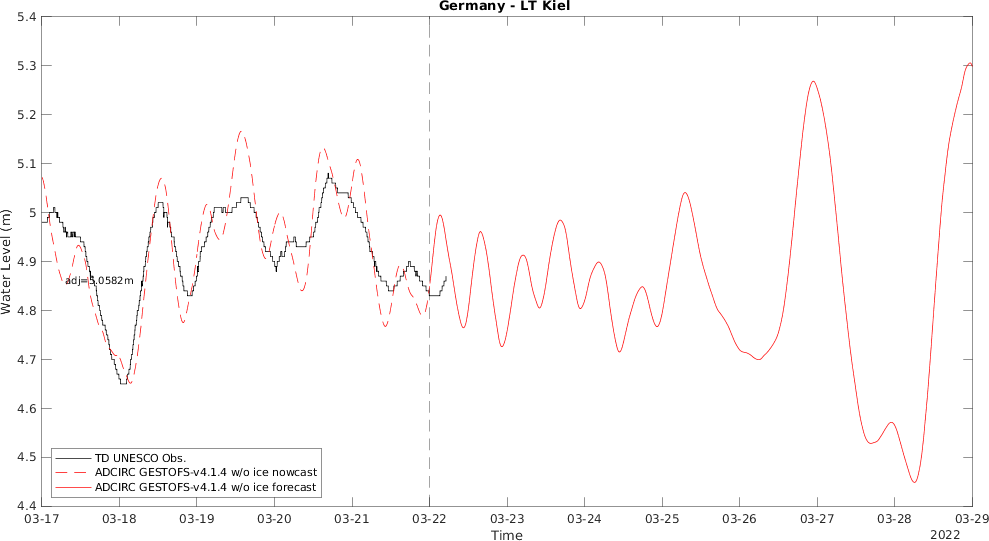 Germany - LT Kiel
5.4
5.3
5.2
5.1
5
4.9
4.8
4.7
4.6
4.5
4.4
Water Level (m)
adj=5.0582m
TD UNESCO Obs.
ADCIRC GESTOFS-v4.1.4 w/o ice nowcast
ADCIRC GESTOFS-v4.1.4 w/o ice forecast
03-17 03-18 03-19 03-20 03-21 03-22 03-23 03-24 03-25 03-26 03-27 03-28 03-29
Time
2022